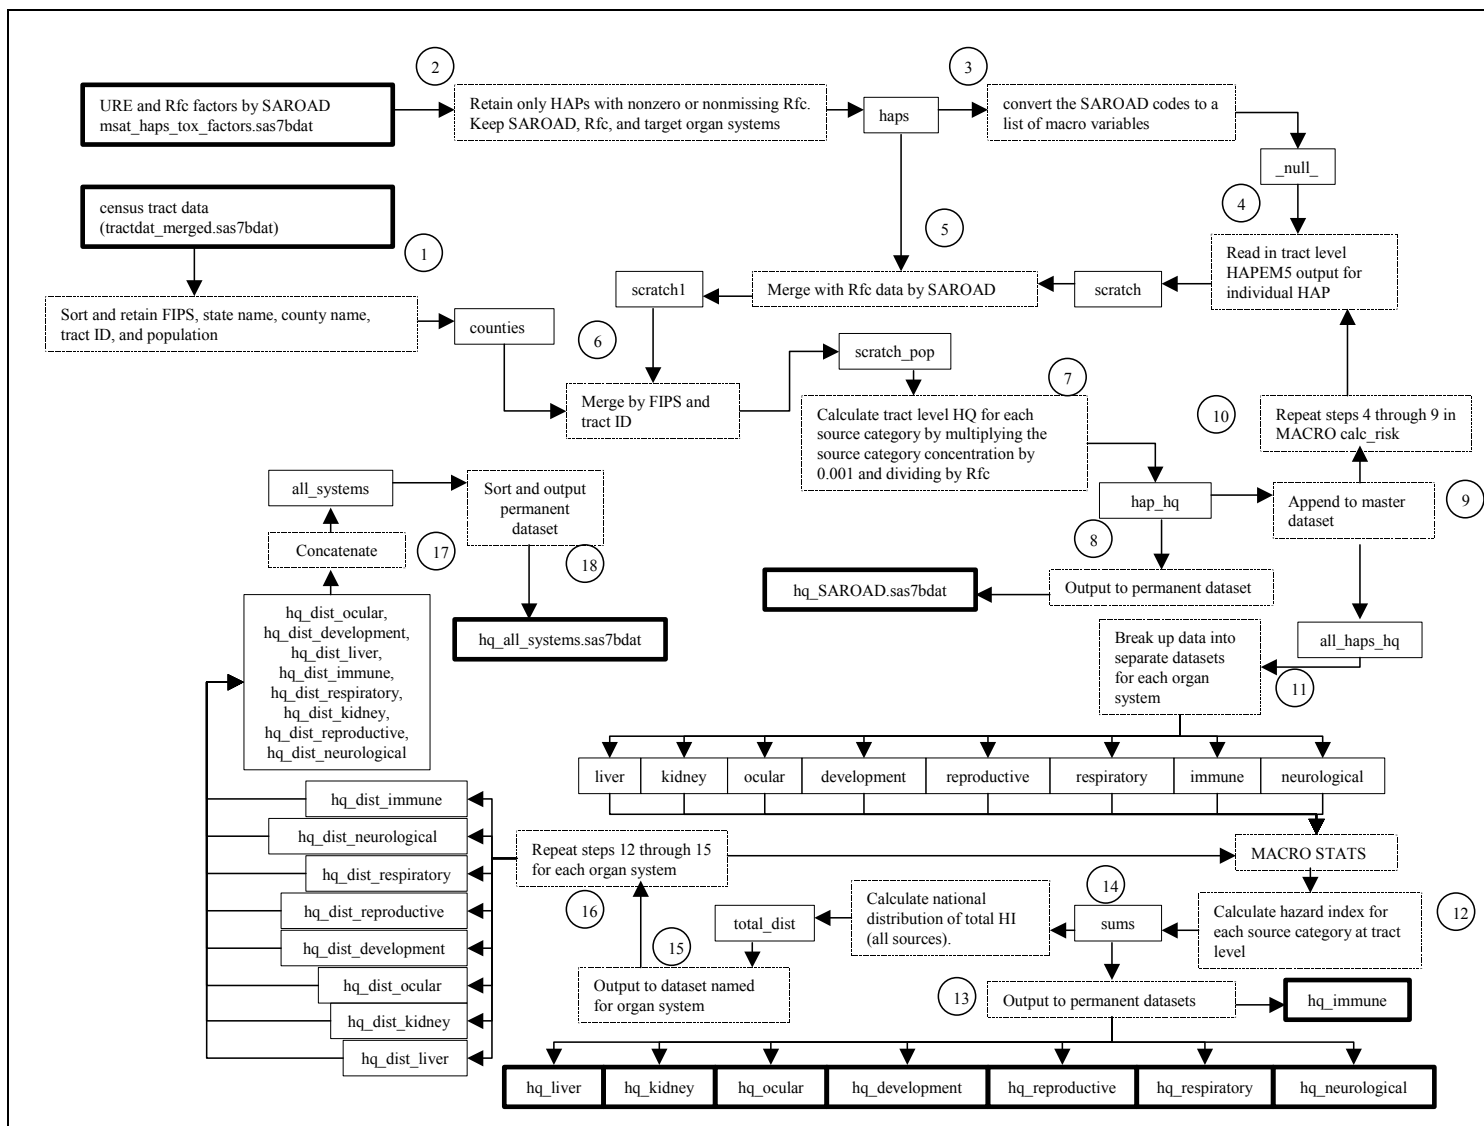 2
3
URE and Rfc factors by SAROAD
msat_haps_tox_factors.sas7bdat
Retain only HAPs with nonzero or nonmissing Rfc.
Keep SAROAD, Rfc, and target organ systems
haps
convert the SAROAD codes to a
list of macro variables
_null_
4
census tract data
(tractdat_merged.sas7bdat)
1
5
Read in tract level
HAPEM5 output for
individual HAP
scratch
Merge with Rfc data by SAROAD
scratch1
Sort and retain FIPS, state name, county name,
tract ID, and population
counties
6
scratch_pop
7
Merge by FIPS and
tract ID
Calculate tract level HQ for each
source category by multiplying the
source category concentration by
0.001 and dividing by Rfc
10
Repeat steps 4 through 9 in
MACRO calc_risk
all_systems
Sort and output
permanent
dataset
hap_hq
Append to master
dataset
9
8
Concatenate
17
18
hq_SAROAD.sas7bdat
Output to permanent dataset
hq_dist_ocular,
hq_dist_development,
hq_dist_liver,
hq_dist_immune,
hq_dist_respiratory,
hq_dist_kidney,
hq_dist_reproductive,
hq_dist_neurological
hq_all_systems.sas7bdat
Break up data into
separate datasets
for each organ
system
all_haps_hq
11
liver
kidney
ocular
development
reproductive
respiratory
immune
neurological
hq_dist_immune
hq_dist_neurological
hq_dist_respiratory
hq_dist_reproductive
hq_dist_development
hq_dist_ocular
hq_dist_kidney
hq_dist_liver
Repeat steps 12 through 15
for each organ system
MACRO STATS
16
14
12
Calculate national
distribution of total HI
(all sources).
total_dist
sums
Calculate hazard index for
each source category at tract
level
15
Output to dataset named
for organ system
13
Output to permanent datasets
hq_immune
hq_liver
hq_kidney
hq_ocular
hq_development
hq_reproductive
hq_respiratory
hq_neurological